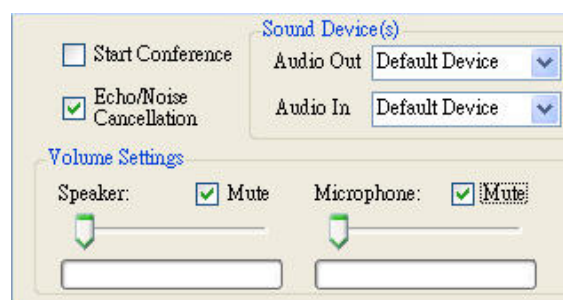 Sound Device(s)
Start Conference
Audio Out Default Device
Echo/Noise
Cancellation
Audio In Default Device
Volume Settings
Speaker: Mute Microphone: Mute